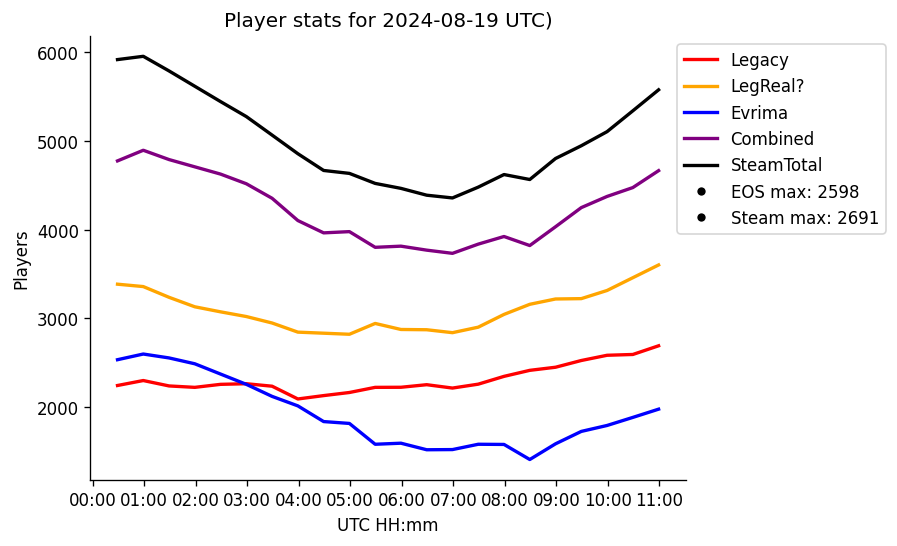 Player stats for 2024-08-19 UTC)
6000
5000
4000
3000
2000
Players
00:00 01:00 02:00 03:00 04:00 05:00 06:00 07:00 08:00 09:00 10:00 11:00
UTC HH:mm
Legacy
LegReal?
Evrima
Combined
SteamTotal
EOS max: 2598
Steam max: 2691